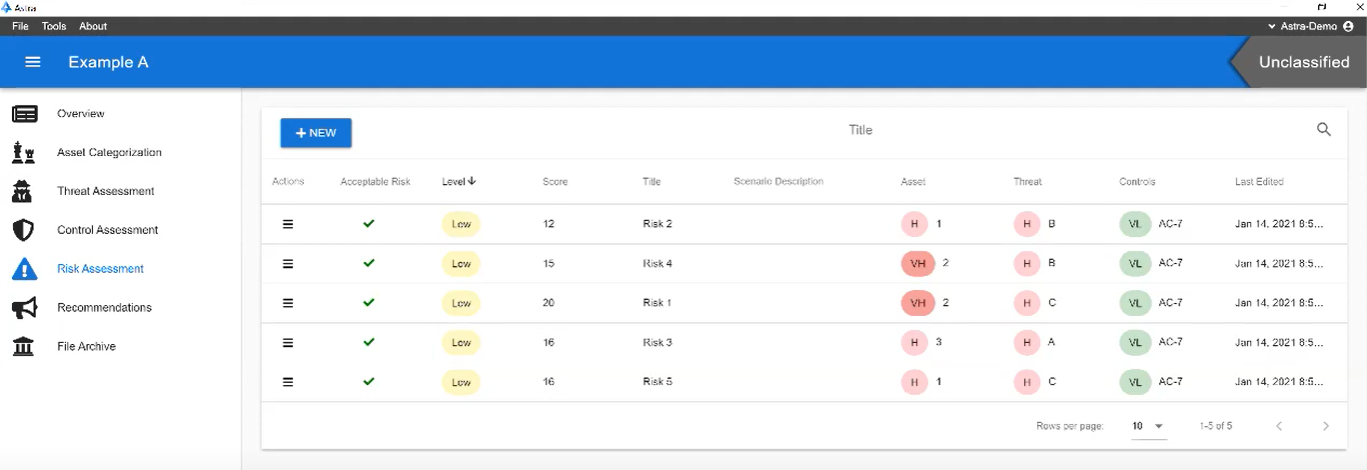 Astra
File Tools About Astra-Demo
Example A Unclassified
Overview
Asset Categorization
Threat Assessment
Control Assessment
Risk Assessment
Recommendations
File Archive
+ NEW Title
Actions Acceptable Risk Level Score Title Scenario Description Asset Threat Controls Last Edited
Low 12 Risk 2 H 1 H B VL AC-7 Jan 14, 2021 8:5...
Low 15 Risk 4 VH 2 H B VL AC-7 Jan 14, 2021 8:5...
Low 20 Risk 1 VH 2 H C VL AC-7 Jan 14, 2021 8:5...
Low 16 Risk 3 H 3 H A VL AC-7 Jan 14, 2021 8:5...
Low 16 Risk 5 H 1 H C VL AC-7 Jan 14, 2021 8:5...
Rows per page: 10 1-5 of 5